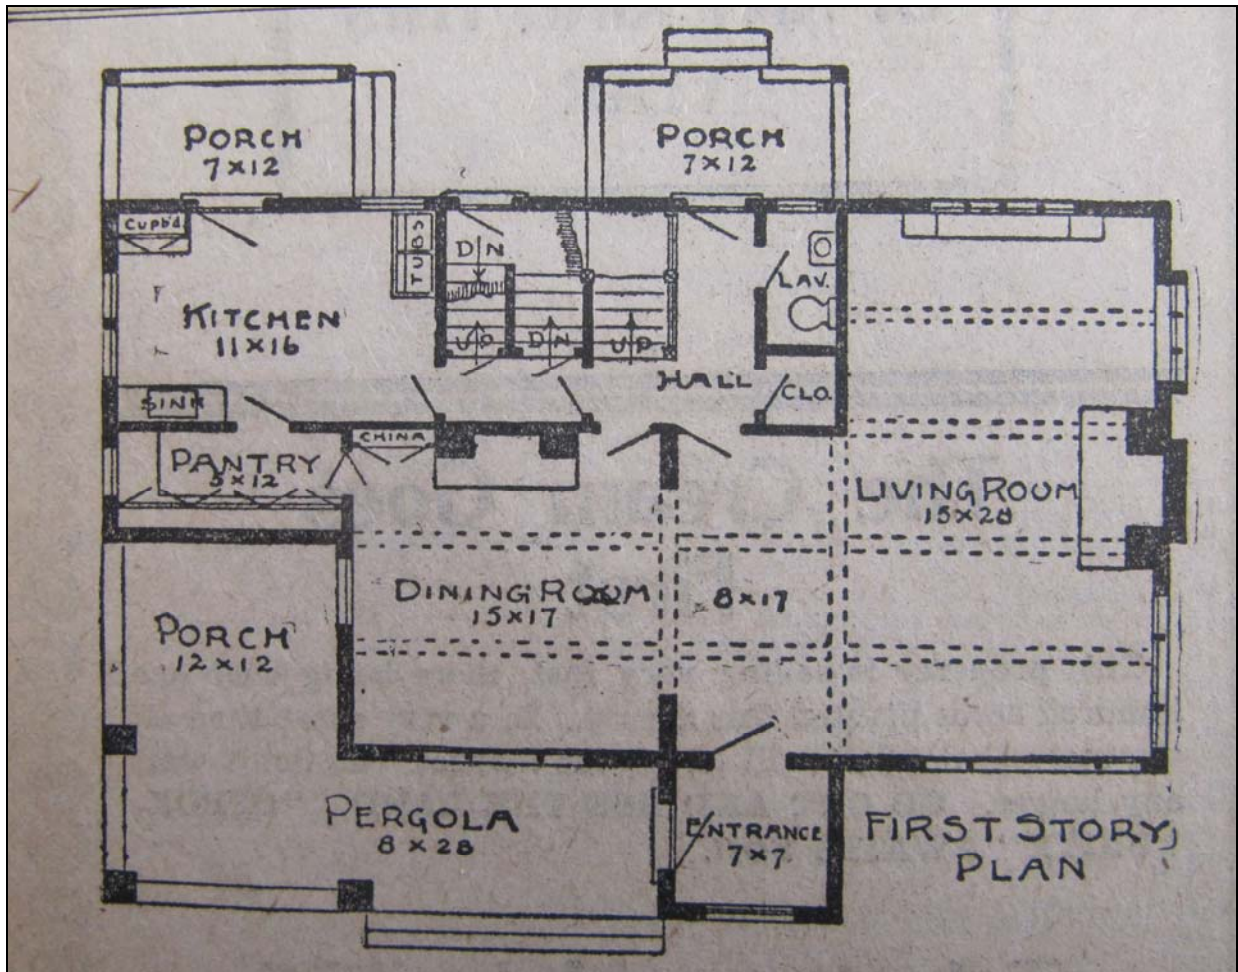 PORCH
7x12
PORCH
7x12
Cupb'd
TUBS
DN
LAV.
KITCHEN
11x16
UP
DN
UP
HALL
CLO.
SINK
CHINA
PANTRY
5x12
LIVING ROOM
15x28
DINING ROOM
15x17
8x17
PORCH
12x12
PERGOLA
8x28
ENTRANCE
7x7
FIRST STORY
PLAN